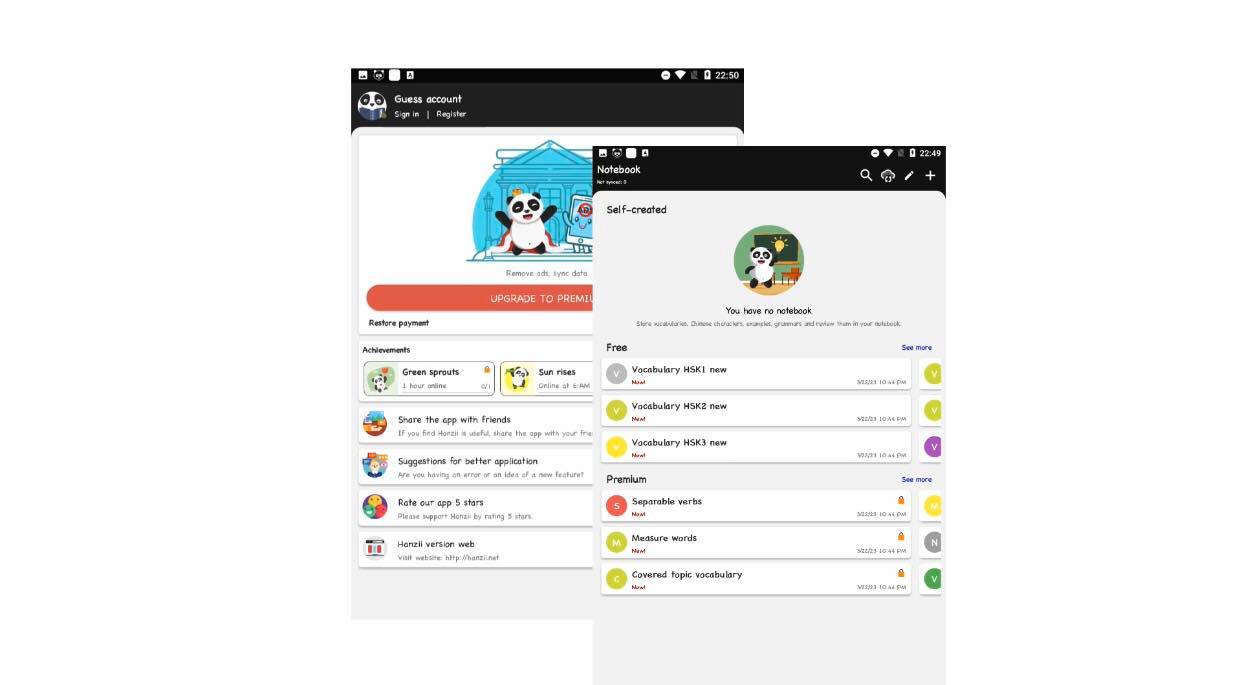 22:50
Guess account
Sign in | Register
Remove ads, sync data
UPGRADE TO PREMIU
Restore payment
Achievements
Green sprouts
1 hour online
0/1
Sun rises
Online at 6:AM
Share the app with friends
If you find Hanzii is useful, share the app with your frie
Suggestions for better application
Are you having an error or an idea of a new feature?
Rate our app 5 stars
Please support Hanzii by rating 5 stars.
Hanzii version web
Visit website: http://hanzii.net
22:49
Notebook
Not synced: 0
Self-created
You have no notebook
Store vocabularies, Chinese characters, examples, grammars and review them in your notebook.
Free
See more
V
Vocabulary HSK1 new
New!
3/22/23 10:44 PM
V
V
Vocabulary HSK2 new
New!
3/22/23 10:44 PM
V
V
Vocabulary HSK3 new
New!
3/22/23 10:44 PM
V
Premium
See more
S
Separable verbs
New!
3/22/23 10:44 PM
M
M
Measure words
New!
3/22/23 10:44 PM
N
C
Covered topic vocabulary
New!
3/22/23 10:44 PM
V